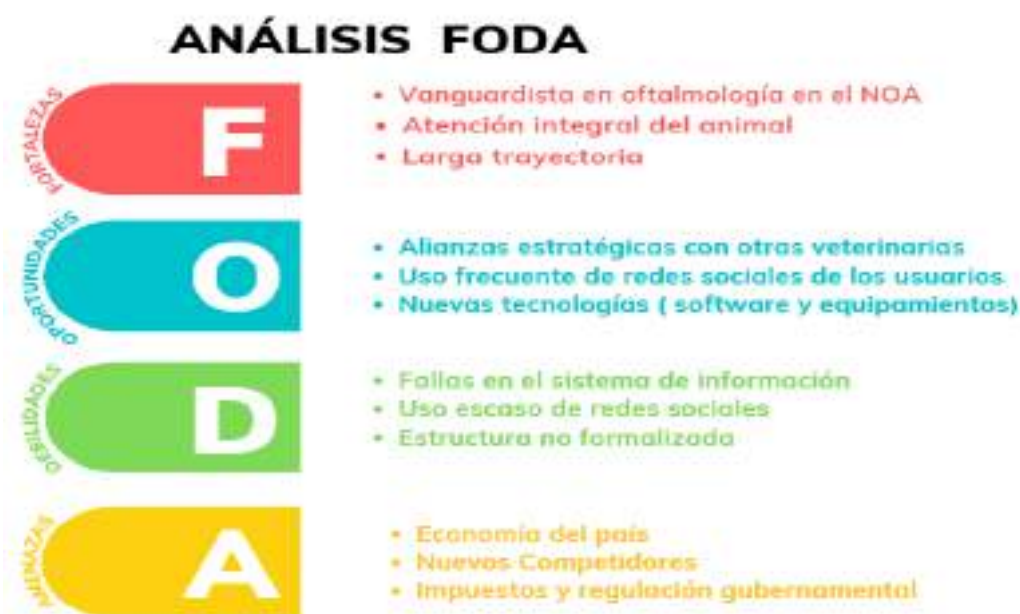 ANÁLISIS FODA
FORTALEZAS
F
• Vanguardista en oftalmología en el NOA
• Atención integral del animal
• Larga trayectoria
OPORTUNIDADES
O
• Alianzas estratégicas con otras veterinarias
• Uso frecuente de redes sociales de los usuarios
• Nuevas tecnologías ( software y equipamientos)
DEBILIDADES
D
• Fallas en el sistema de información
• Uso escaso de redes sociales
• Estructura no formalizada
AMENAZAS
A
• Economía del país
• Nuevos Competidores
• Impuestos y regulación gubernamental